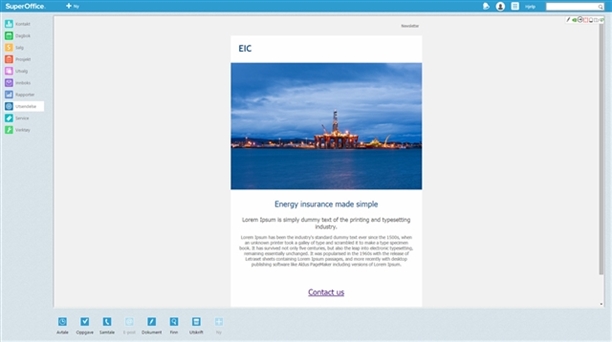 SuperOffice.
Ny
Hjelp
Kontakt
Dagbok
Salg
Prosjekt
Utvalg
Innboks
Rapporter
Utsendelse
Service
Verktøy
Newsletter
EIC
Energy insurance made simple
Lorem Ipsum is simply dummy text of the printing and typesetting
industry.
Lorem Ipsum has been the industry's standard dummy text ever since the 1500s, when
an unknown printer took a galley of type and scrambled it to make a type specimen
book. It has survived not only five centuries, but also the leap into electronic typesetting,
remaining essentially unchanged. It was popularised in the 1960s with the release of
Letraset sheets containing Lorem Ipsum passages, and more recently with desktop
publishing software like Aldus PageMaker including versions of Lorem Ipsum.
Contact us
Avtale
Oppgave
Samtale
E-post
Dokument
Finn
Utskrift
Ny